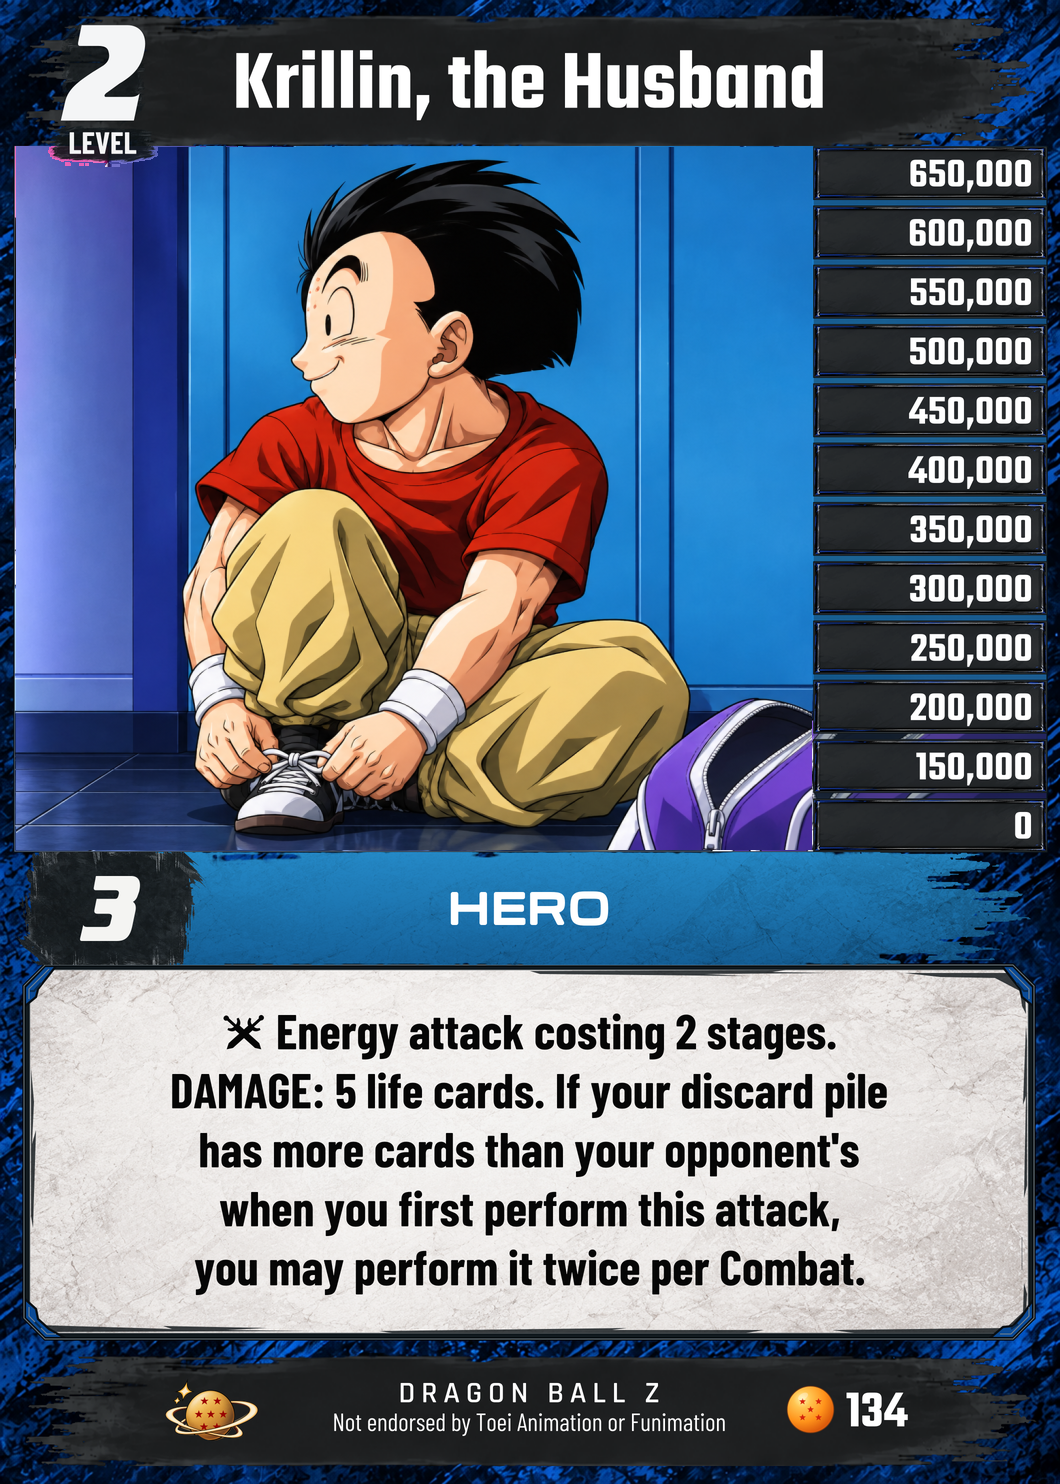 2
LEVEL
Krillin, the Husband
650,000
600,000
550,000
500,000
450,000
400,000
350,000
300,000
250,000
200,000
150,000
0
3
HERO
Energy attack costing 2 stages.
DAMAGE: 5 life cards. If your discard pile
has more cards than your opponent's
when you first perform this attack,
you may perform it twice per Combat.
DRAGON BALL Z
Not endorsed by Toei Animation or Funimation
134